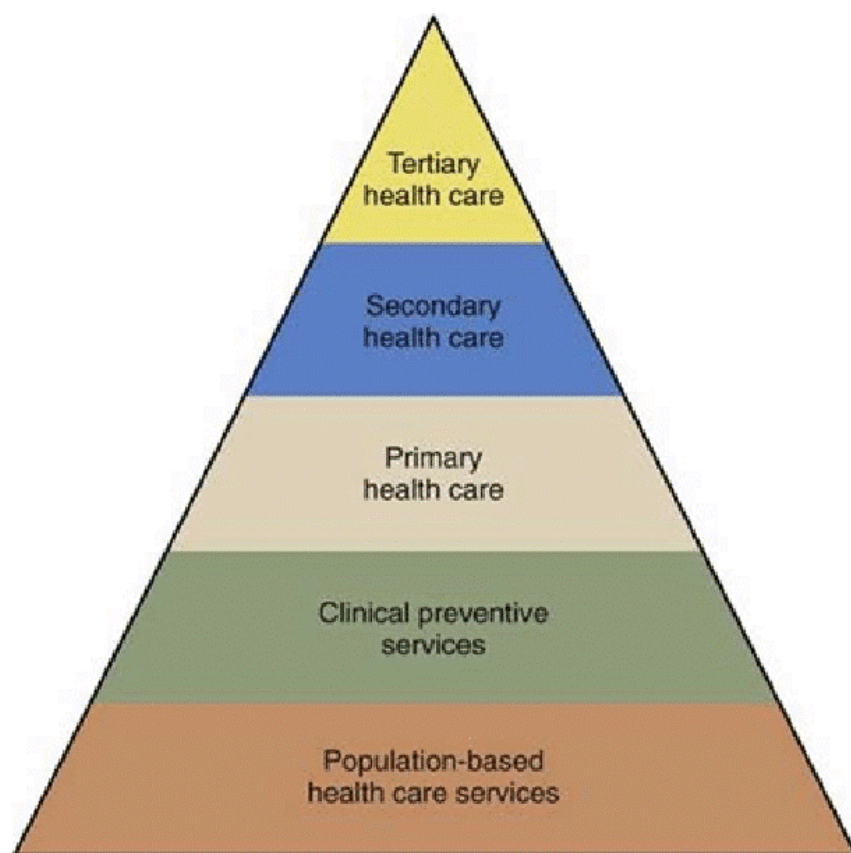 Tertiary
health care
Secondary
health care
Primary
health care
Clinical preventive
services
Population-based
health care services